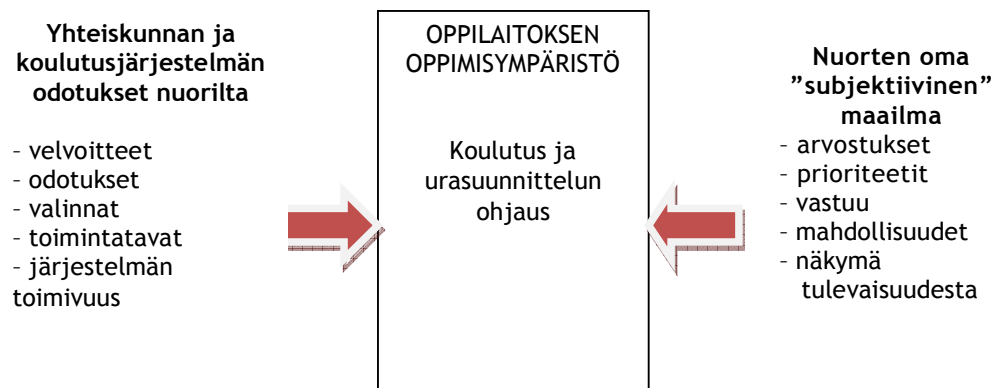 Yhteiskunnan ja
koulutusjärjestelmän
odotukset nuorilta
- velvoitteet
- odotukset
- valinnat
- toimintatavat
- järjestelmän
toimivuus
OPPILAITOKSEN
OPPIMISYMPÄRISTÖ
Koulutus ja
urasuunnittelun
ohjaus
Nuorten oma
”subjektiivinen”
maailma
- arvostukset
- prioriteetit
- vastuu
- mahdollisuudet
- näkymä
tulevaisuudesta